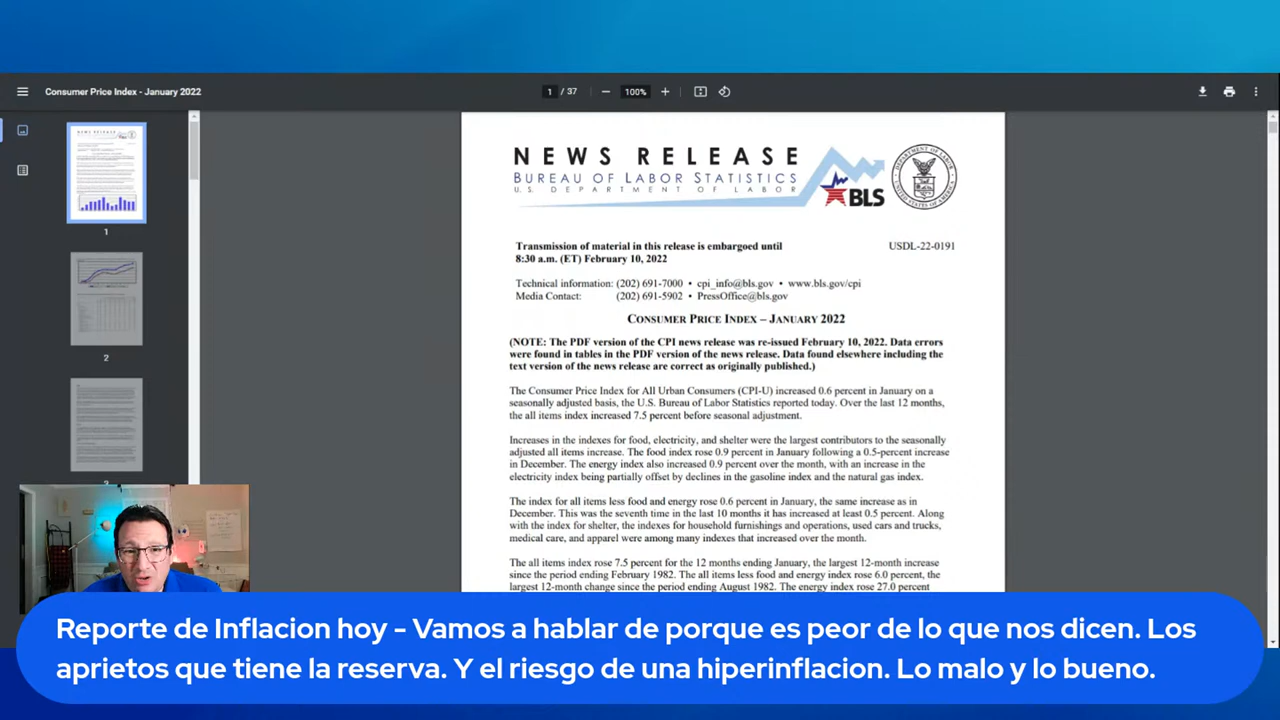 Consumer Price Index - January 2022
1 / 37
100%
NEWS RELEASE
BUREAU OF LABOR STATISTICS
U. S. DEPARTMENT OF LABOR
BLS
Transmission of material in this release is embargoed until
USDL-22-0191
8:30 a.m. (ET) February 10, 2022
Technical information: (202) 691-7000 • cpi_info@bls.gov • www.bls.gov/cpi
Media Contact: (202) 691-5902 • PressOffice@bls.gov
CONSUMER PRICE INDEX – JANUARY 2022
(NOTE: The PDF version of the CPI news release was re-issued February 10, 2022. Data errors
were found in tables in the PDF version of the news release. Data found elsewhere including the
text version of the news release are correct as originally published.)
The Consumer Price Index for All Urban Consumers (CPI-U) increased 0.6 percent in January on a
seasonally adjusted basis, the U.S. Bureau of Labor Statistics reported today. Over the last 12 months,
the all items index increased 7.5 percent before seasonal adjustment.
Increases in the indexes for food, electricity, and shelter were the largest contributors to the seasonally
adjusted all items increase. The food index rose 0.9 percent in January following a 0.5-percent increase
in December. The energy index also increased 0.9 percent over the month, with an increase in the
electricity index being partially offset by declines in the gasoline index and the natural gas index.
The index for all items less food and energy rose 0.6 percent in January, the same increase as in
December. This was the seventh time in the last 10 months it has increased at least 0.5 percent. Along
with the index for shelter, the indexes for household furnishings and operations, used cars and trucks,
medical care, and apparel were among many indexes that increased over the month.
The all items index rose 7.5 percent for the 12 months ending January, the largest 12-month increase
since the period ending February 1982. The all items less food and energy index rose 6.0 percent, the
largest 12-month change since the period ending August 1982. The energy index rose 27.0 percent
1
2
Reporte de Inflacion hoy - Vamos a hablar de porque es peor de lo que nos dicen. Los
aprietos que tiene la reserva. Y el riesgo de una hiperinflacion. Lo malo y lo bueno.